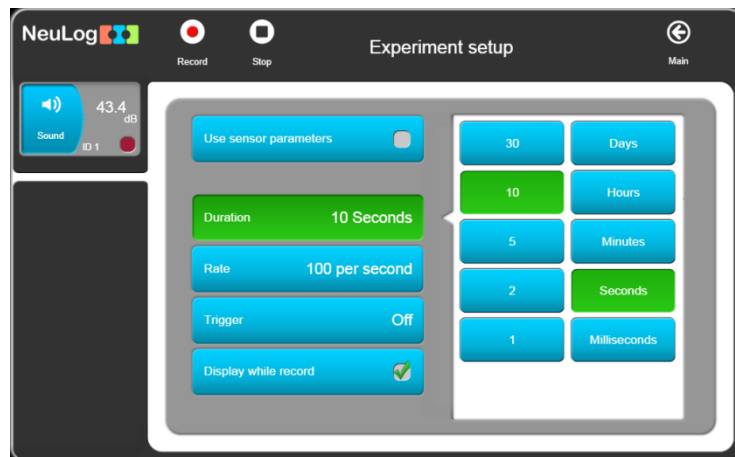 NeuLog
Record
Stop
Experiment setup
Main
43.4
dB
Sound
ID 1
Use sensor parameters
Duration 10 Seconds
Rate 100 per second
Trigger Off
Display while record
30 Days
10 Hours
5 Minutes
2 Seconds
1 Milliseconds